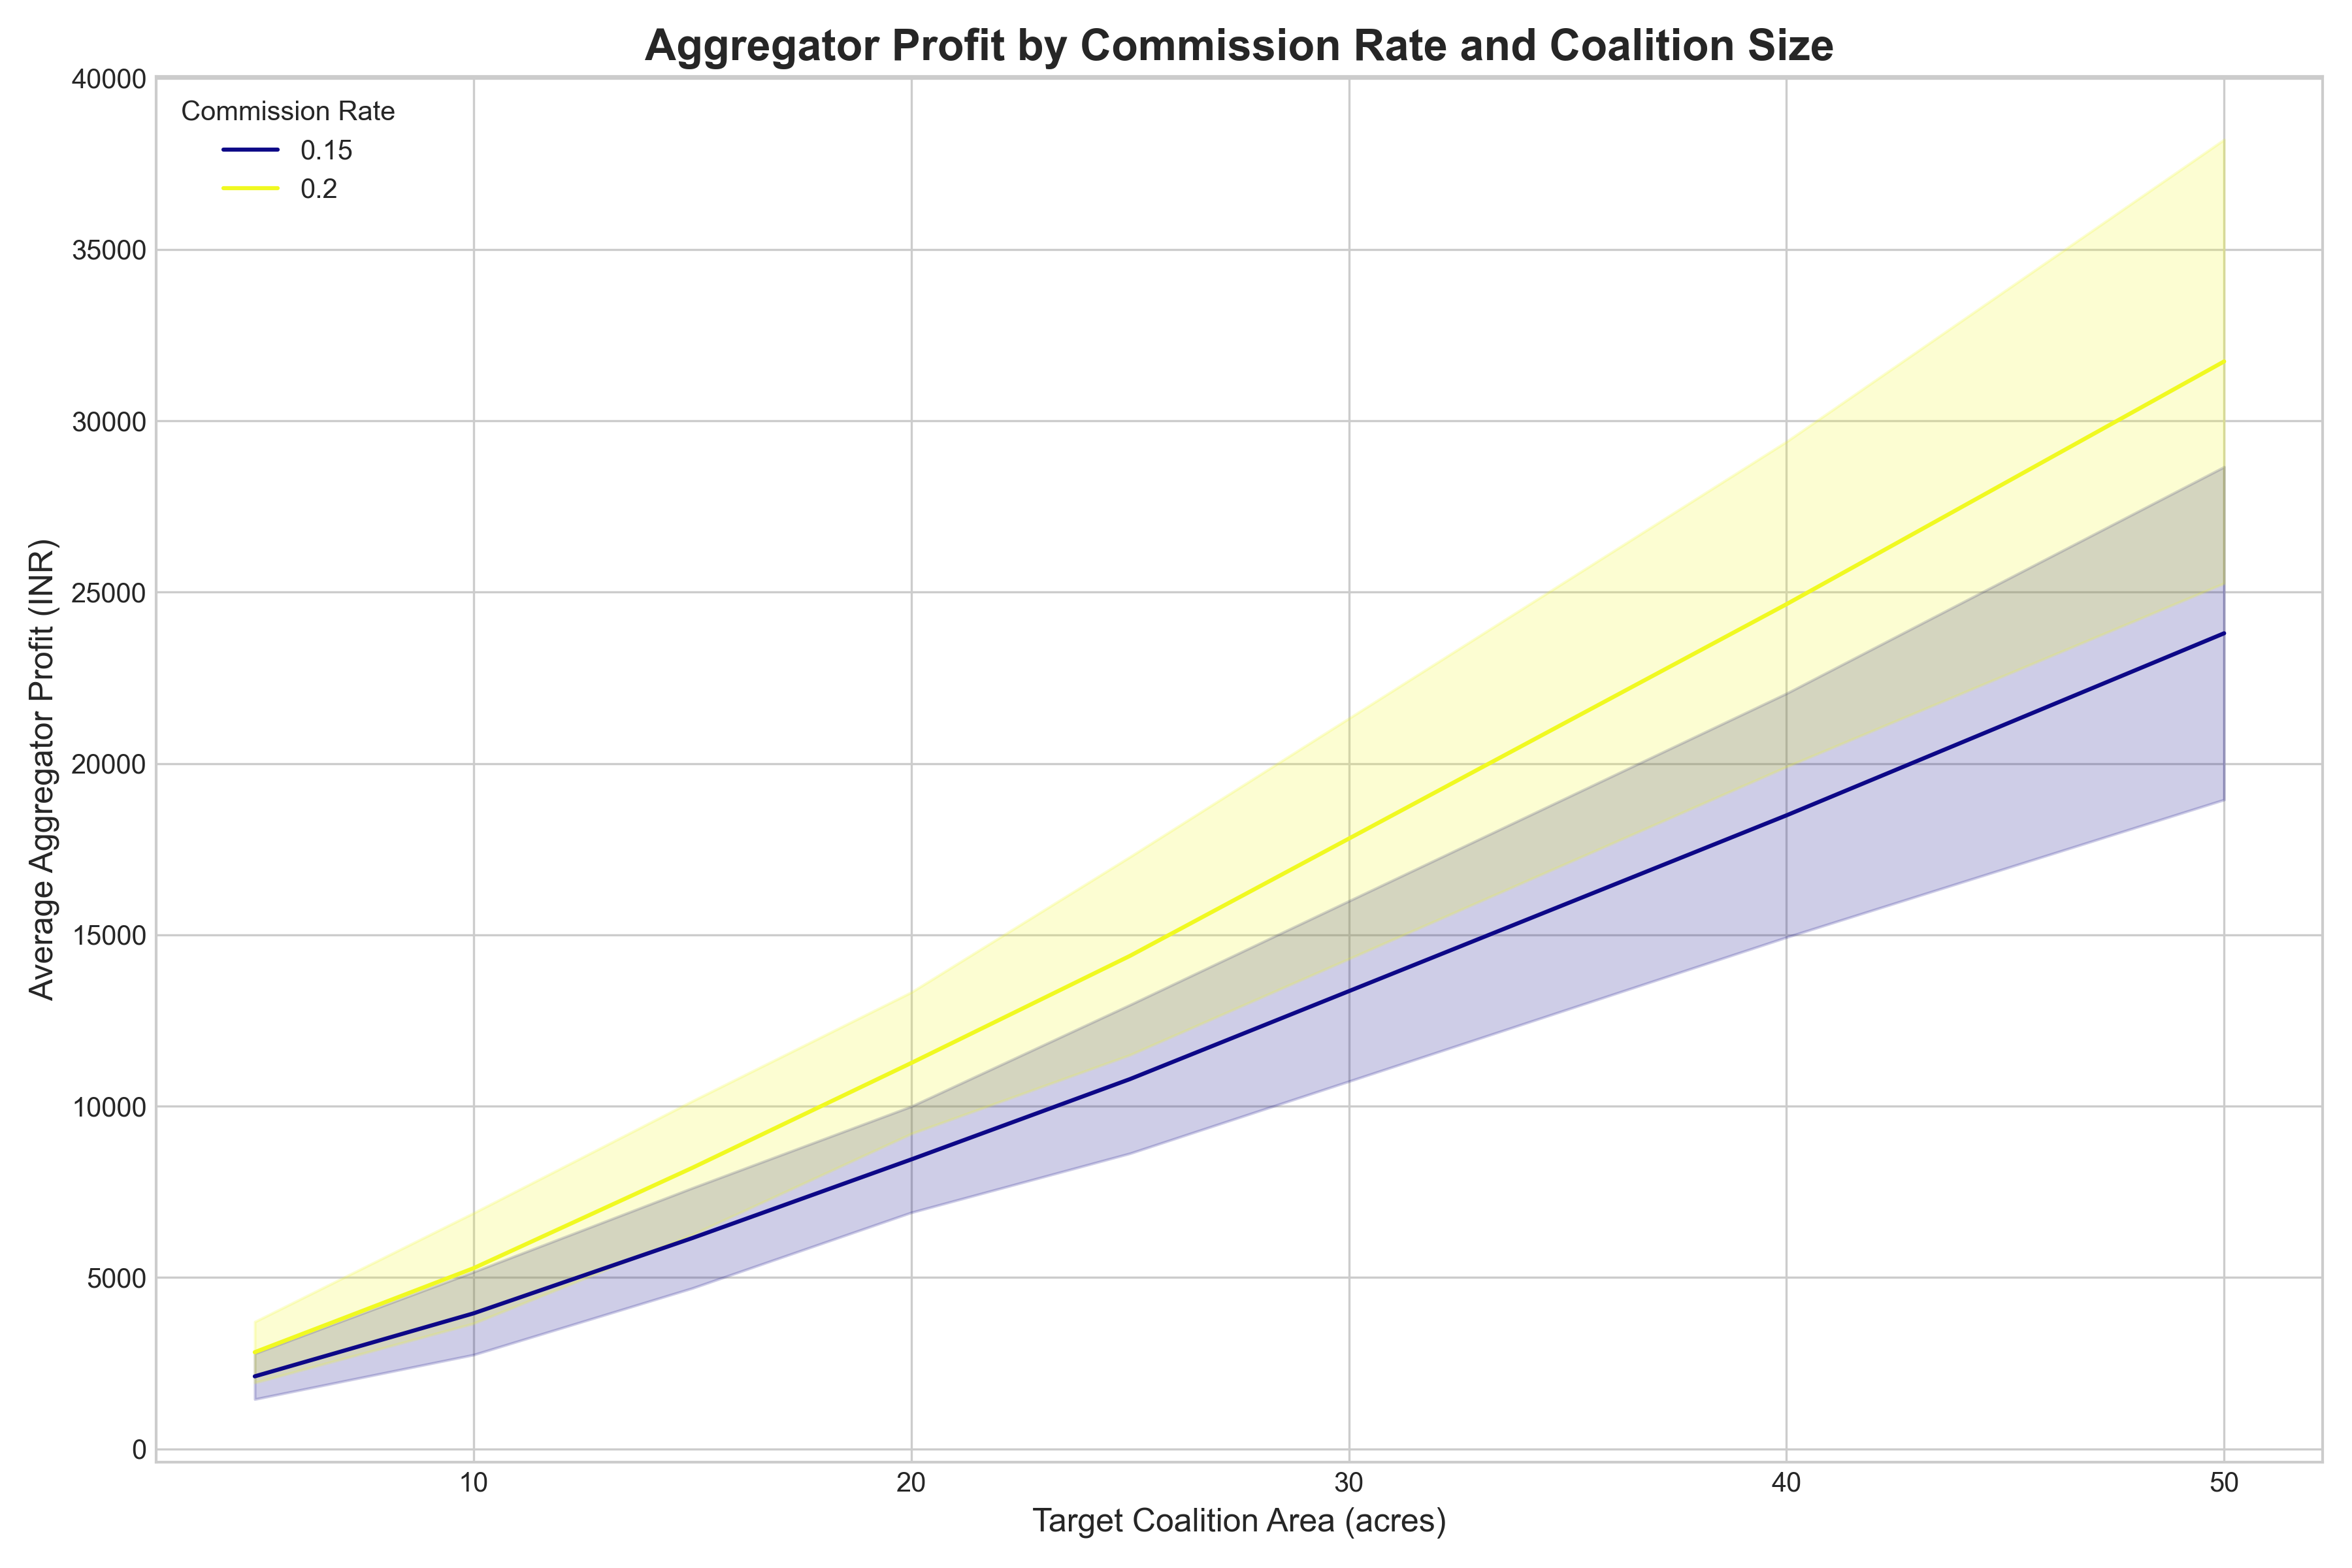 Aggregator Profit by Commission Rate and Coalition Size
Commission Rate
0.15
0.2
Average Aggregator Profit (INR)
40000
35000
30000
25000
20000
15000
10000
5000
0
10 20 30 40 50
Target Coalition Area (acres)